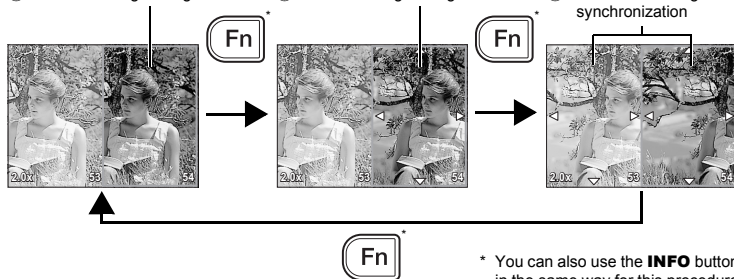 synchronization
Fn*
Fn*
2.0x 53 54
2.0x 53 54
2.0x 53 54
Fn*
* You can also use the INFO button
in the same way for this procedure